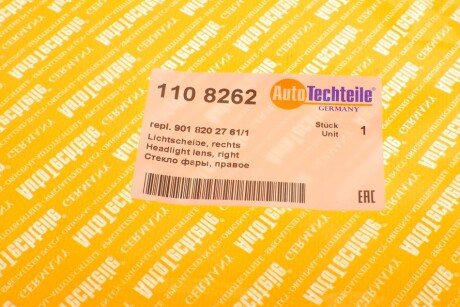 110 8262
AutoTechteile
GERMANY
repl. 901 820 27 61/1
Stück
Unit 1
Lichtscheibe, rechts
Headlight lens, right
Стекло фары, правое
EAC